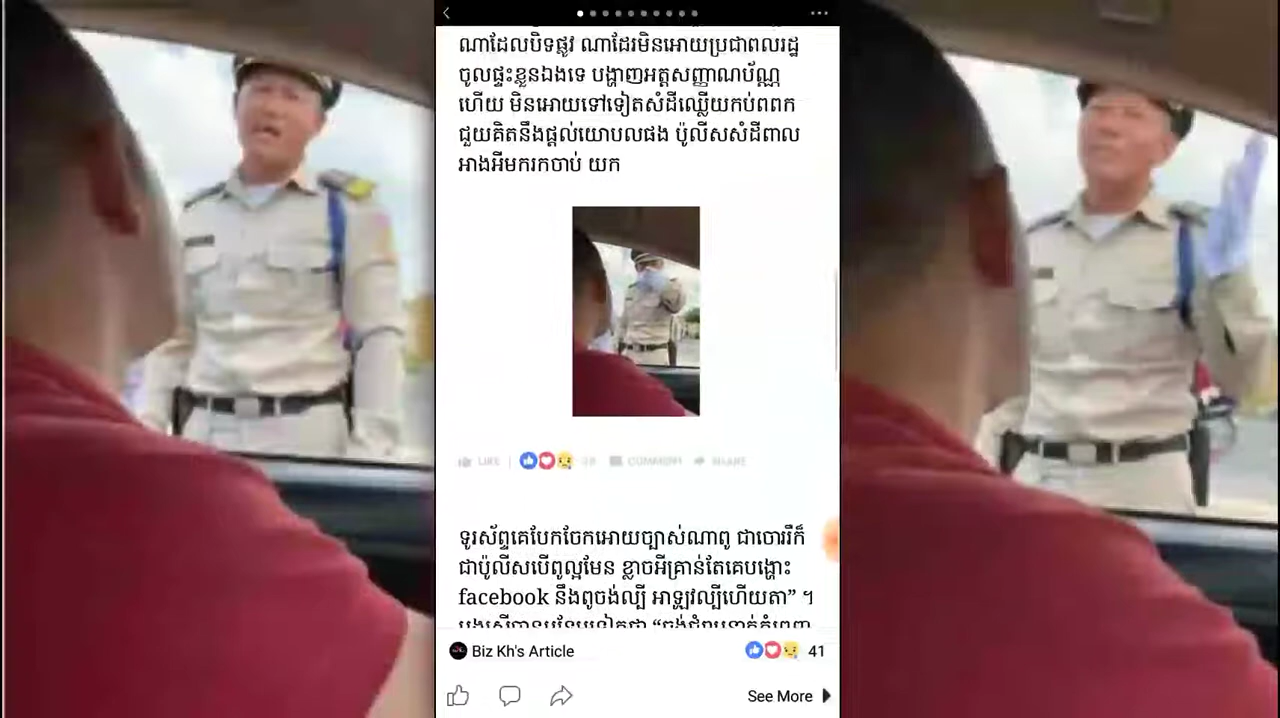 ណាដែលបិទផ្លូវ ណាដែរមិនអោយប្រជាពលរដ្ឋ
ចូលផ្ទះខ្លួនឯងទេ បង្ហាញអត្តសញ្ញាណប័ណ្ណ
ហើយ មិនអោយទៅទៀតសំដីឈ្លើយកប់ពពក
ជួយគិតនឹងផ្តល់យោបលផង ប៉ូលីសសំដីពាល
អាងអីមករកចាប់ យក
LIKE
COMMENT
SHARE
ទូរស័ព្ទគេបែកចែកអោយច្បាស់ណាពូ ជាចោររឺក៏
ជាប៉ូលីសបើពូល្អមែន ខ្លាចអីគ្រាន់តែគេបង្ហោះ
facebook នឹងពូចង់ល្បី អាឡូវល្បីហើយតា” ។
Biz Kh's Article
41
See More